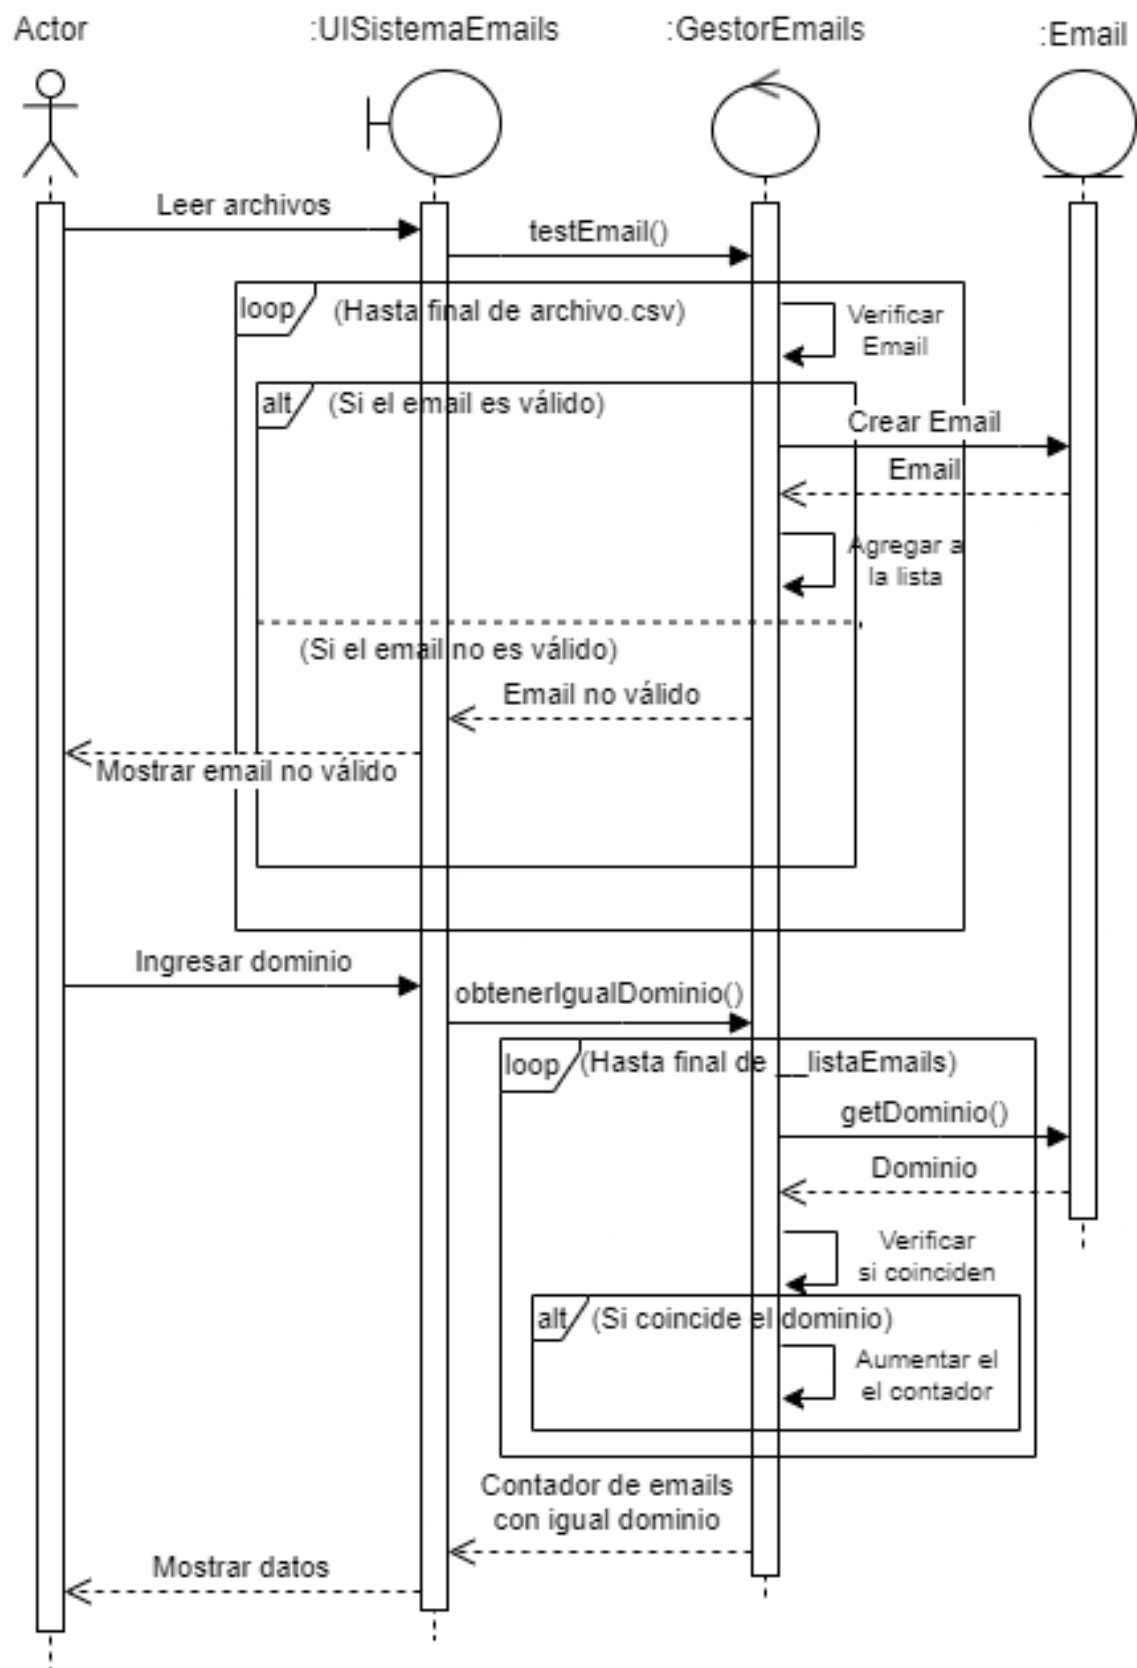 Actor
:UISistemaEmails
:GestorEmails
:Email
Leer archivos
testEmail()
loop
(Hasta final de archivo.csv)
Verificar
Email
alt
(Si el email es válido)
Crear Email
Email
Agregar a
la lista
(Si el email no es válido)
Email no válido
Mostrar email no válido
Ingresar dominio
obtenerIgualDominio()
loop
(Hasta final de __listaEmails)
getDominio()
Dominio
Verificar
si coinciden
alt
(Si coincide el dominio)
Aumentar el
el contador
Contador de emails
con igual dominio
Mostrar datos